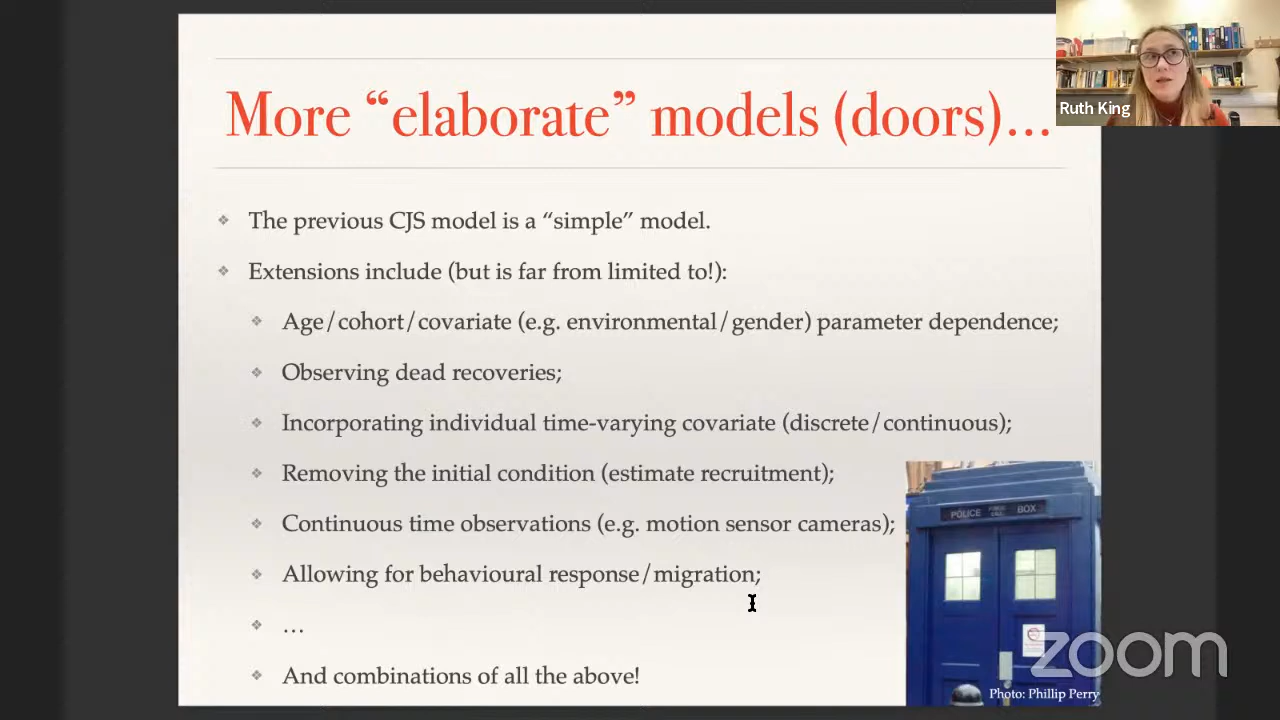 More “elaborate” models (doors)…
Ruth King
The previous CJS model is a “simple” model.
Extensions include (but is far from limited to!):
Age/cohort/covariate (e.g. environmental/gender) parameter dependence;
Observing dead recoveries;
Incorporating individual time-varying covariate (discrete/continuous);
Removing the initial condition (estimate recruitment);
Continuous time observations (e.g. motion sensor cameras);
Allowing for behavioural response/migration;
…
And combinations of all the above!
POLICE BOX
zoom
Photo: Phillip Perry